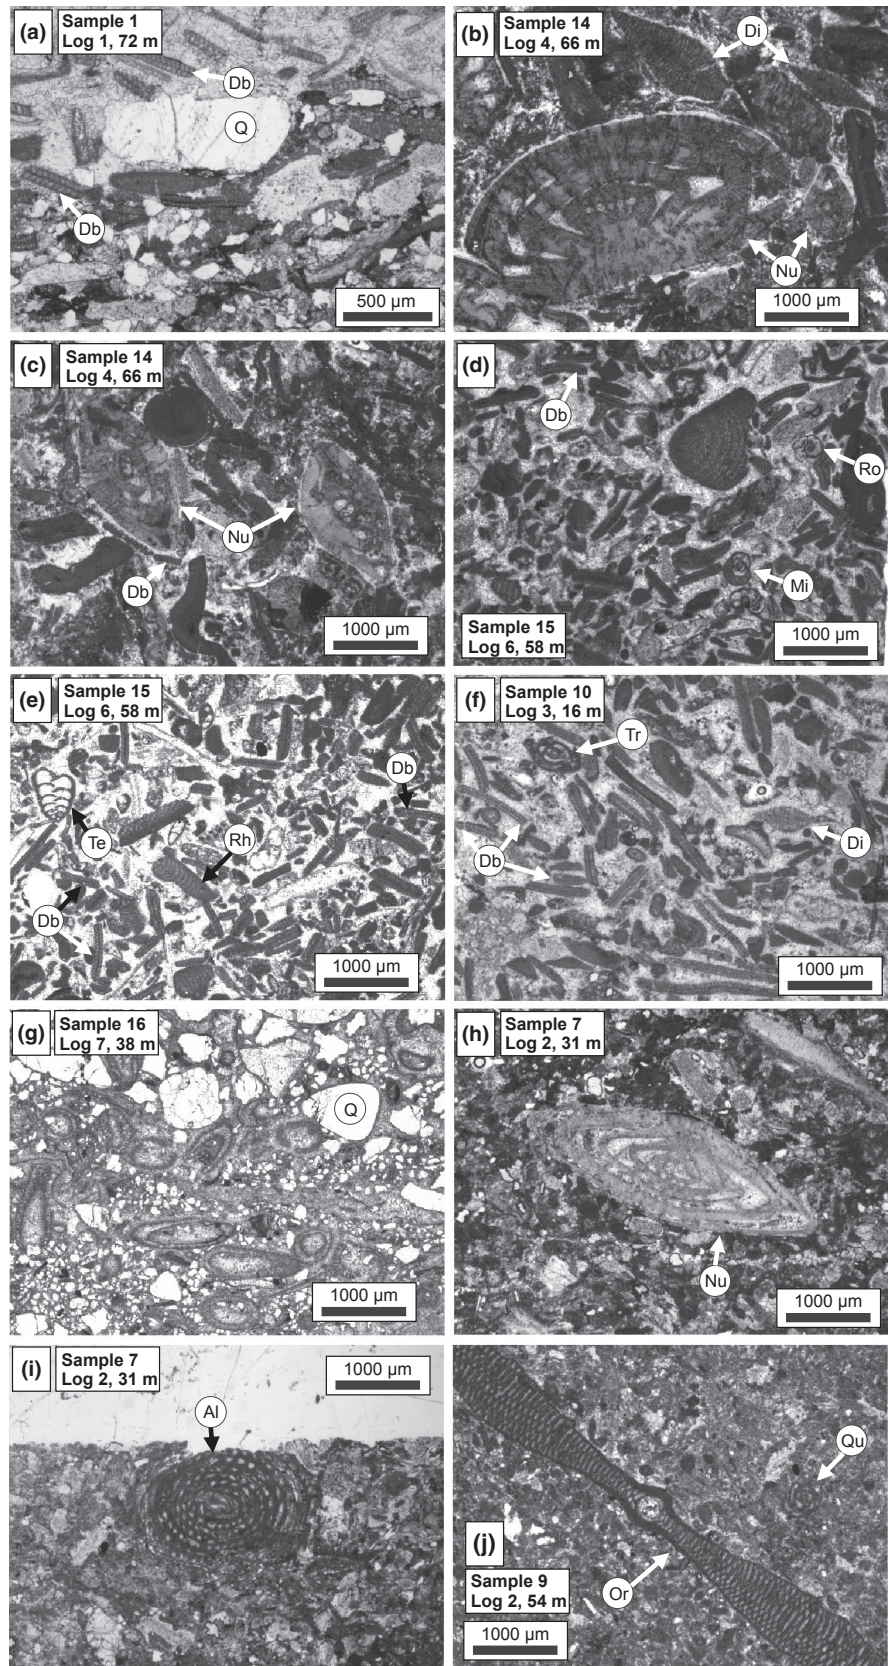 (a)
Sample 1
Log 1, 72 m
Db
Q
Db
500 µm
(b)
Sample 14
Log 4, 66 m
Di
Nu
1000 µm
(c)
Sample 14
Log 4, 66 m
Nu
Db
1000 µm
(d)
Db
Ro
Mi
Sample 15
Log 6, 58 m
1000 µm
(e)
Sample 15
Log 6, 58 m
Db
Te
Rh
Db
1000 µm
(f)
Sample 10
Log 3, 16 m
Tr
Db
Di
1000 µm
(g)
Sample 16
Log 7, 38 m
Q
1000 µm
(h)
Sample 7
Log 2, 31 m
Nu
1000 µm
(i)
Sample 7
Log 2, 31 m
1000 µm
Al
Qu
(j)
Sample 9
Log 2, 54 m
Or
1000 µm